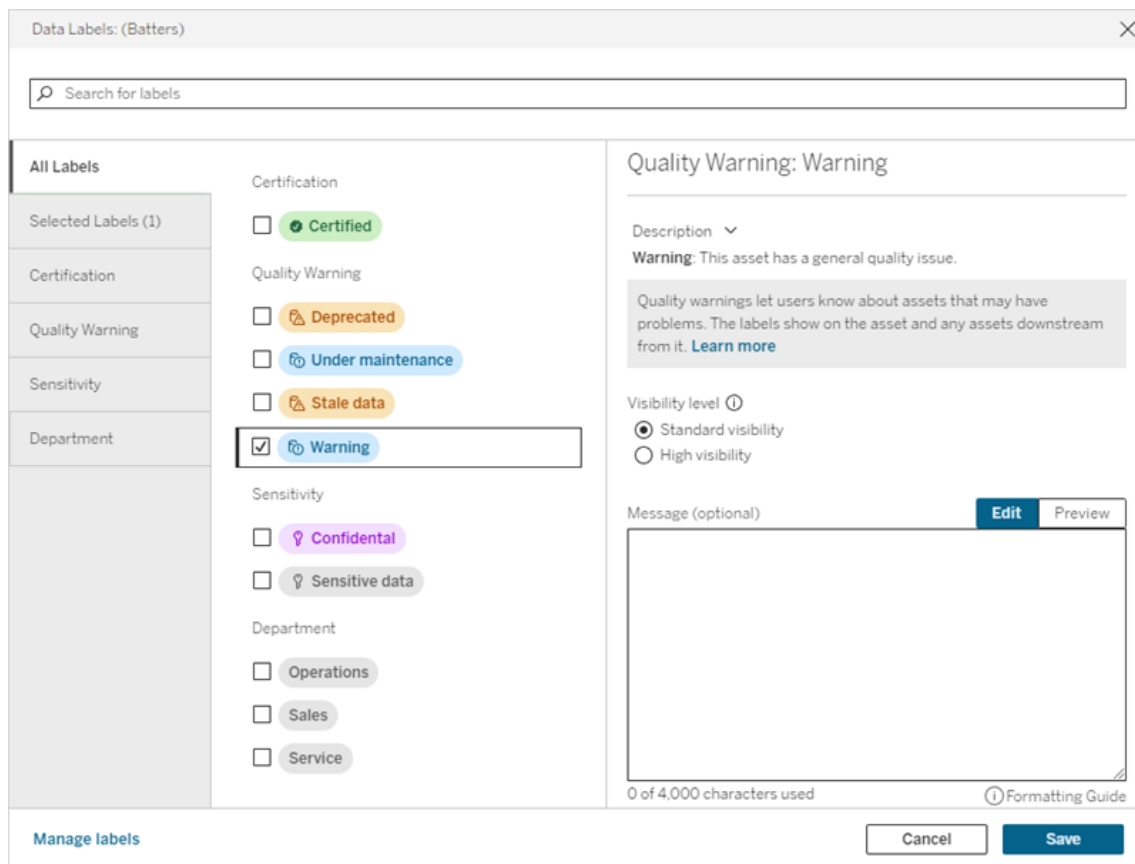 Data Labels: (Batters)
Search for labels
All Labels
Selected Labels (1)
Certification
Quality Warning
Sensitivity
Department
Certification
Certified
Quality Warning
Deprecated
Under maintenance
Stale data
Warning
Sensitivity
Confidental
Sensitive data
Department
Operations
Sales
Service
Quality Warning: Warning
Description
Warning: This asset has a general quality issue.
Quality warnings let users know about assets that may have
problems. The labels show on the asset and any assets downstream
from it. Learn more
Visibility level
Standard visibility
High visibility
Message (optional)
Edit
Preview
0 of 4,000 characters used
Formatting Guide
Manage labels
Cancel
Save